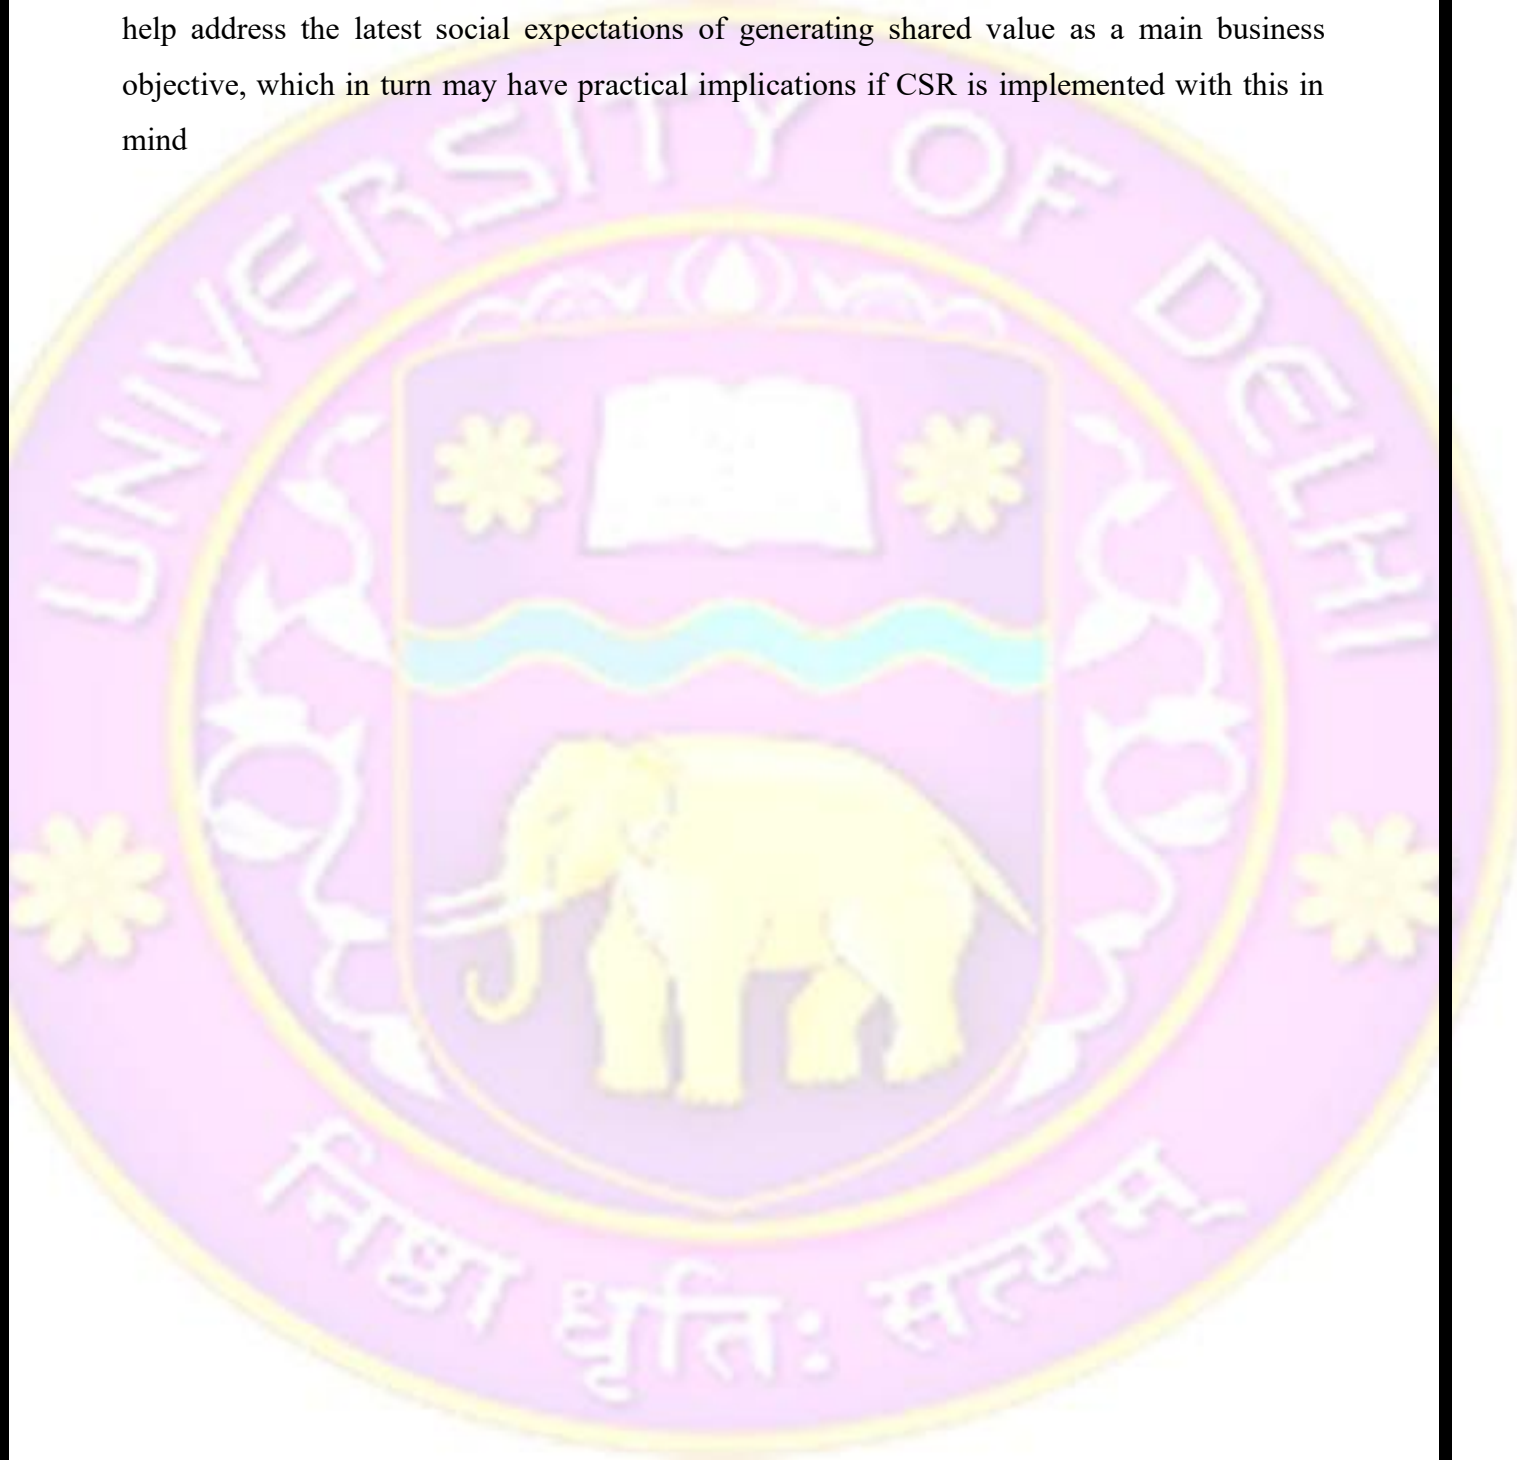 help address the latest social expectations of generating shared value as a main business
objective, which in turn may have practical implications if CSR is implemented with this in
mind
UNIVERSITY OF DELHI
निष्ठा धृति: सत्यम्